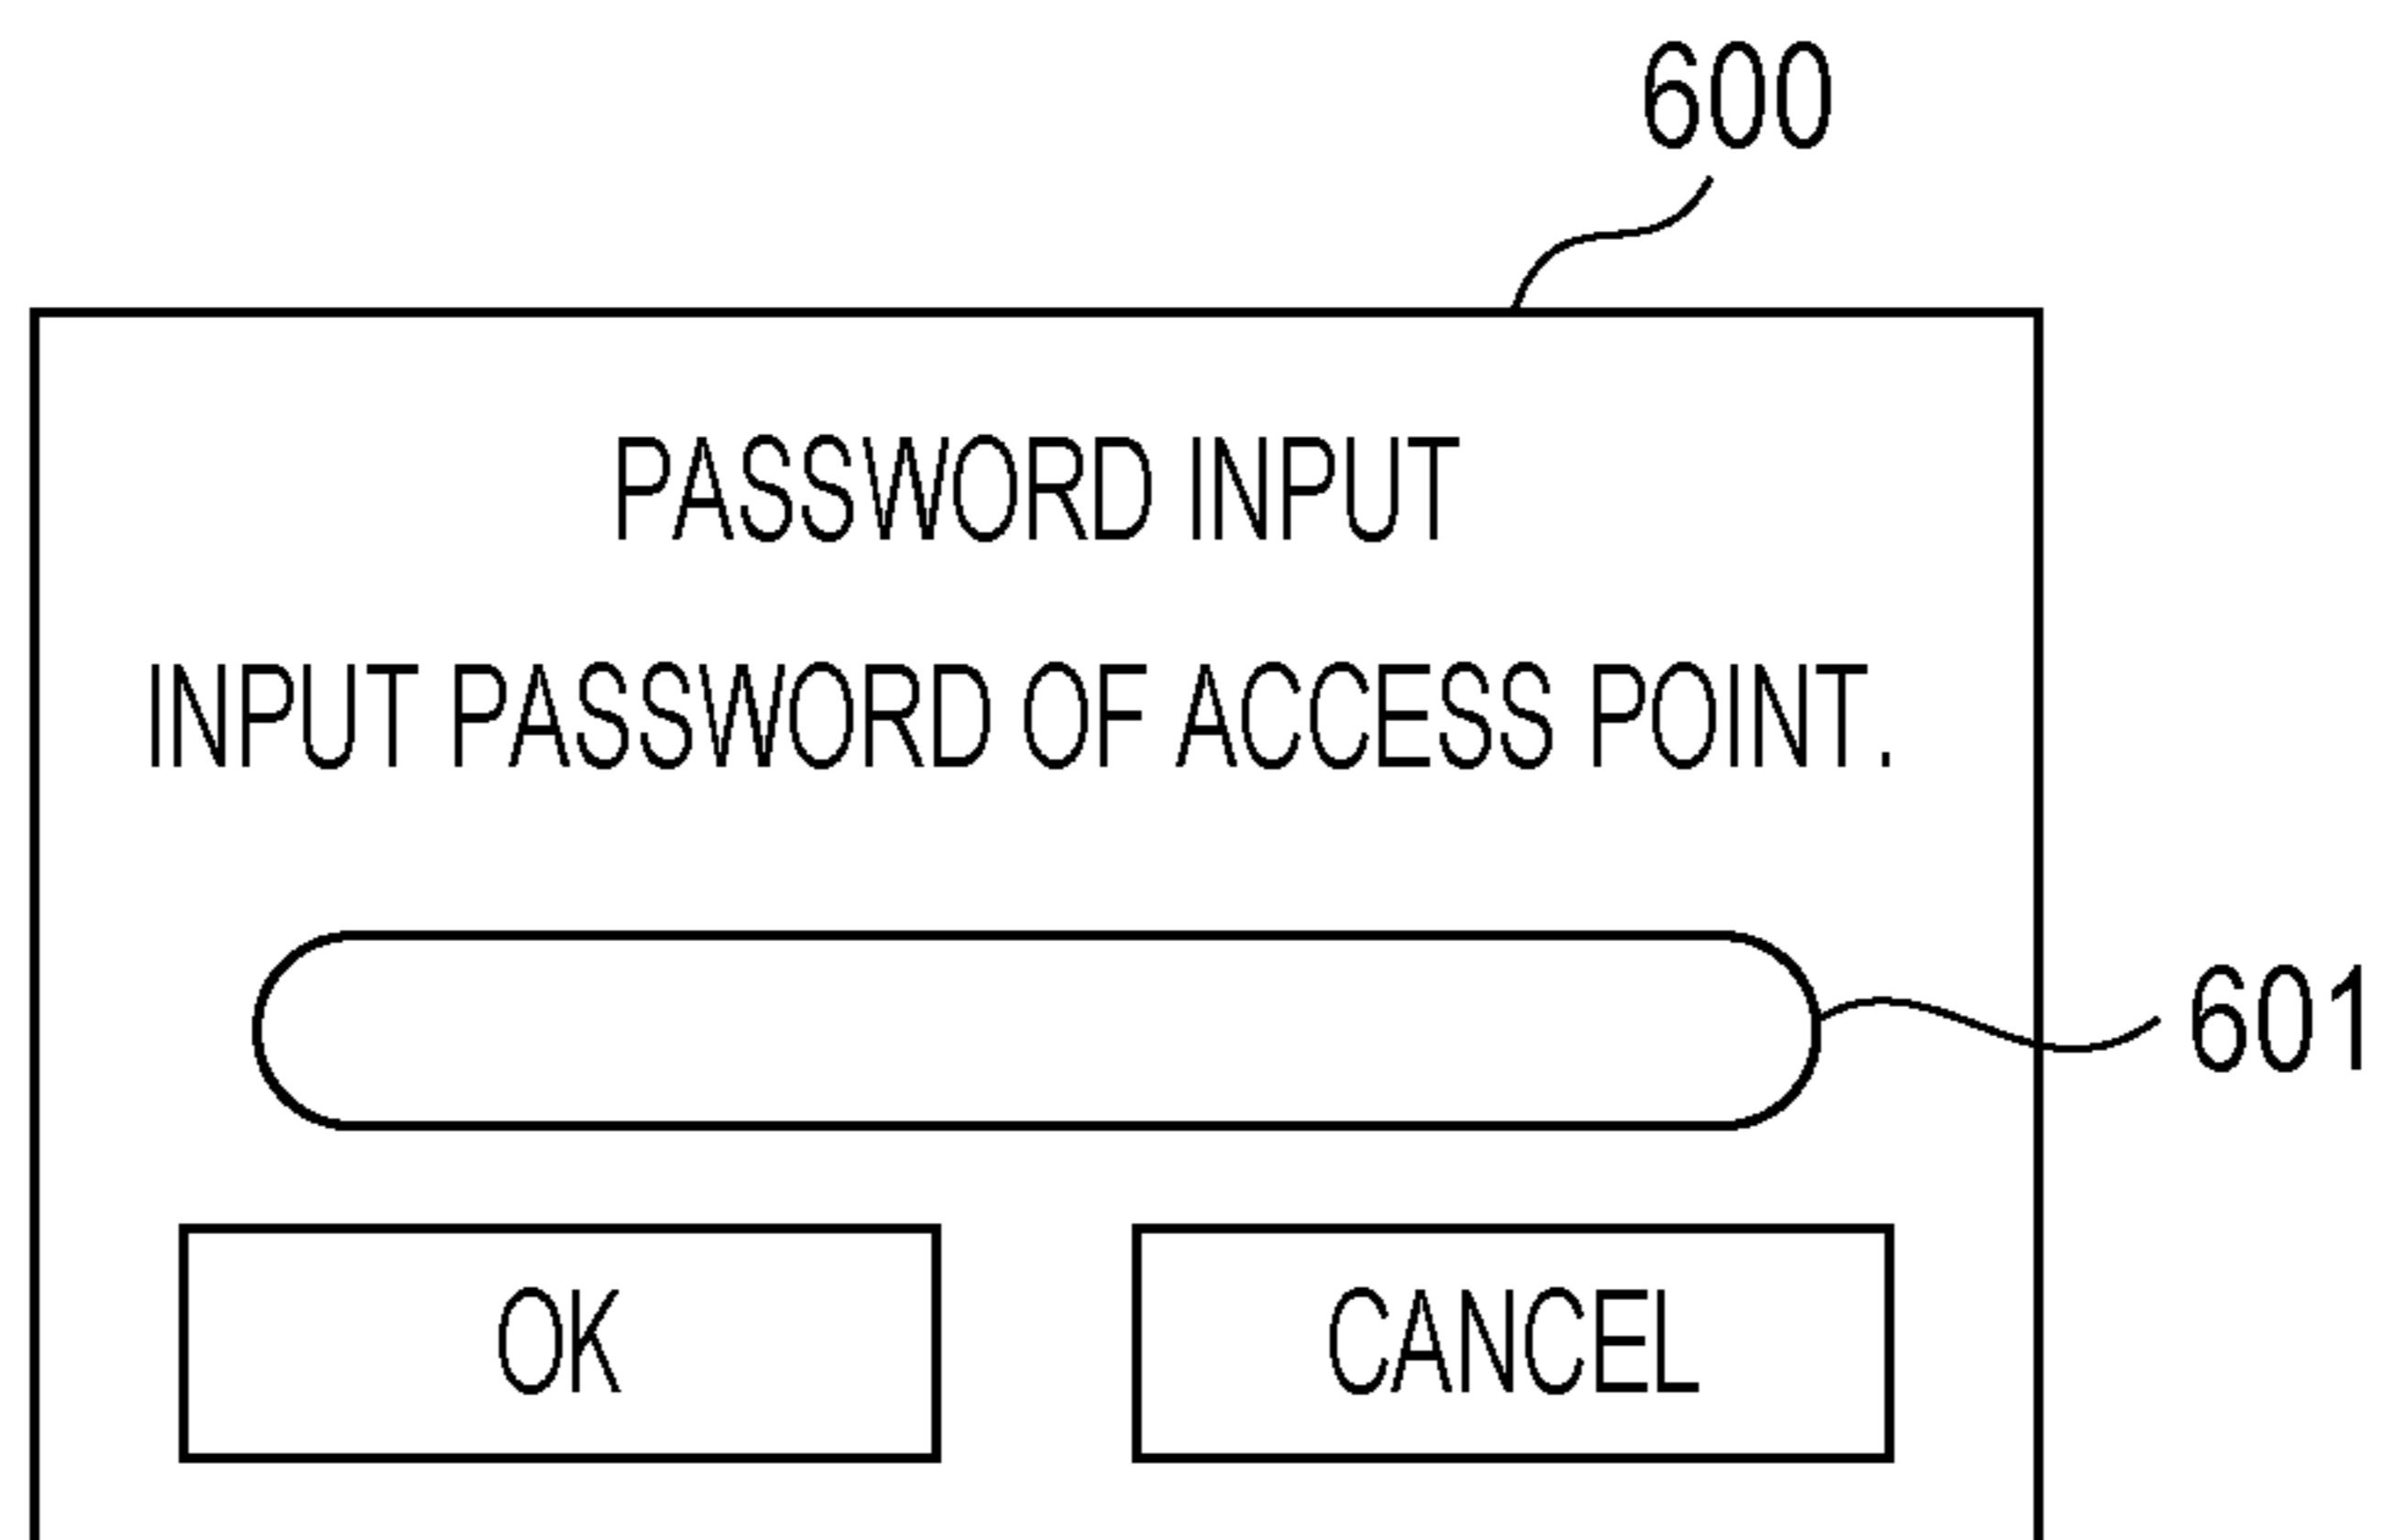 600
PASSWORD INPUT
INPUT PASSWORD OF ACCESS POINT.
601
OK
CANCEL